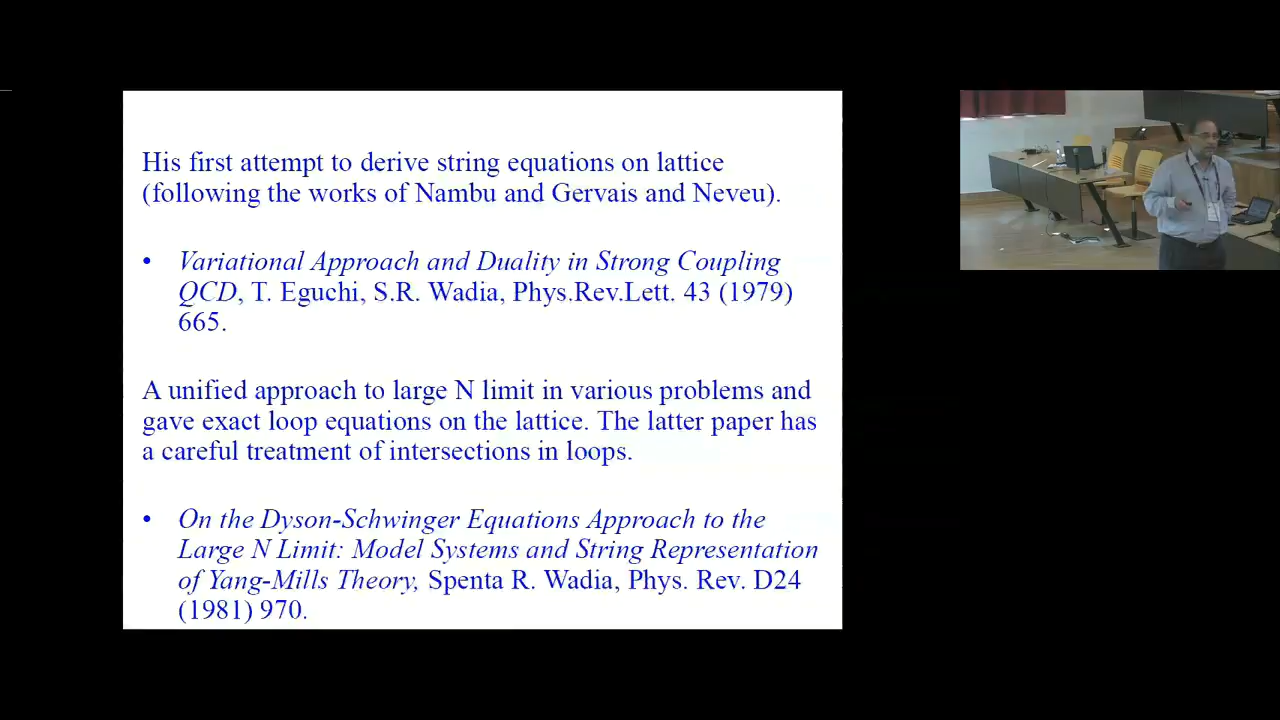 His first attempt to derive string equations on lattice
(following the works of Nambu and Gervais and Neveu).
• Variational Approach and Duality in Strong Coupling
QCD, T. Eguchi, S.R. Wadia, Phys.Rev.Lett. 43 (1979)
665.
A unified approach to large N limit in various problems and
gave exact loop equations on the lattice. The latter paper has
a careful treatment of intersections in loops.
• On the Dyson-Schwinger Equations Approach to the
Large N Limit: Model Systems and String Representation
of Yang-Mills Theory, Spenta R. Wadia, Phys. Rev. D24
(1981) 970.